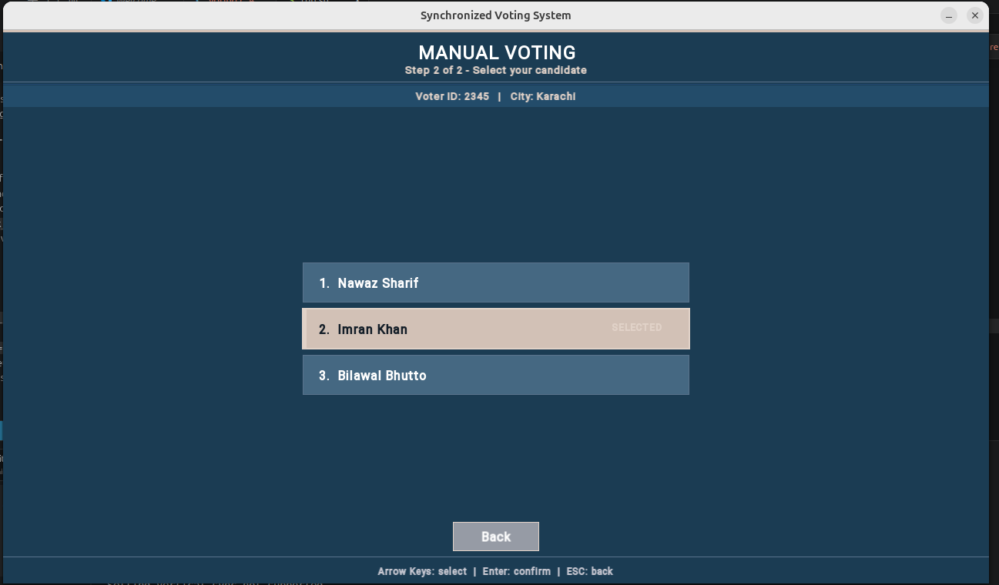 Synchronized Voting System
MANUAL VOTING
Step 2 of 2 - Select your candidate
Voter ID: 2345 | City: Karachi
1. Nawaz Sharif
2. Imran Khan SELECTED
3. Bilawal Bhutto
Back
Arrow Keys: select | Enter: confirm | ESC: back